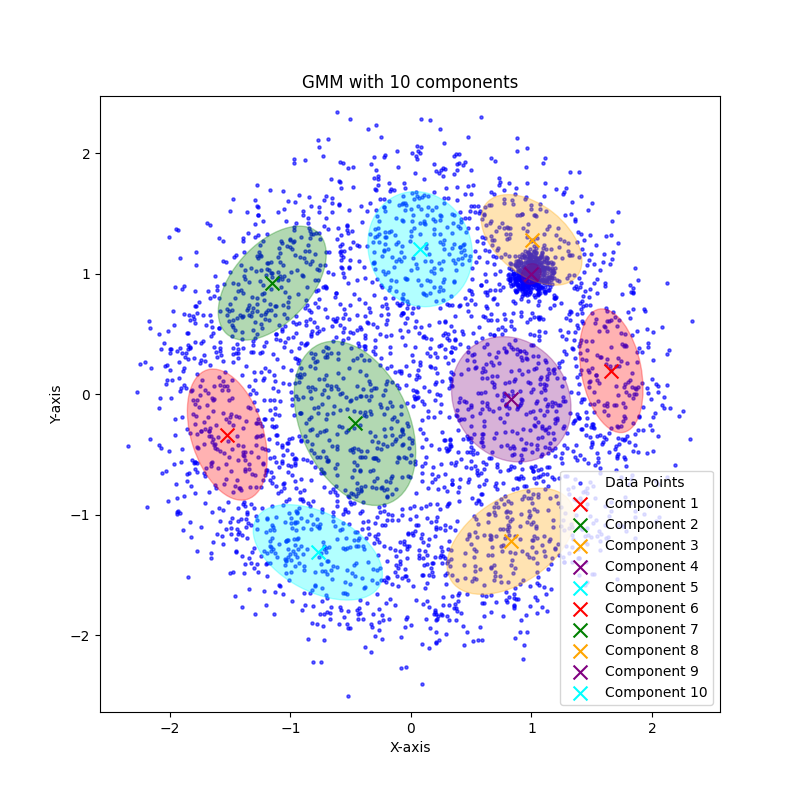 GMM with 10 components
Y-axis
2
1
0
−1
−2
−2
−1
0
1
2
X-axis
Data Points
Component 1
Component 2
Component 3
Component 4
Component 5
Component 6
Component 7
Component 8
Component 9
Component 10